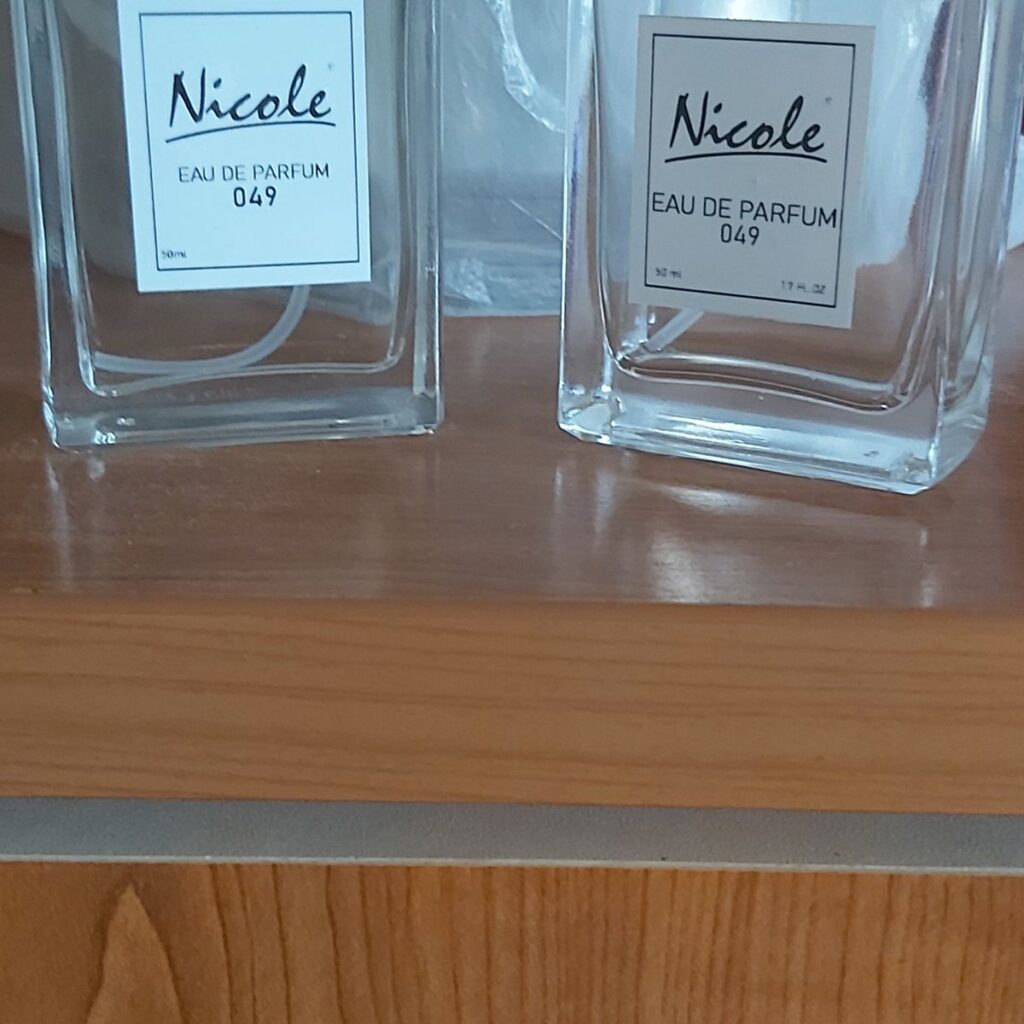 Nicole
EAU DE PARFUM
049
50ml
Nicole
EAU DE PARFUM
049
50 ml
1.7 FL. OZ